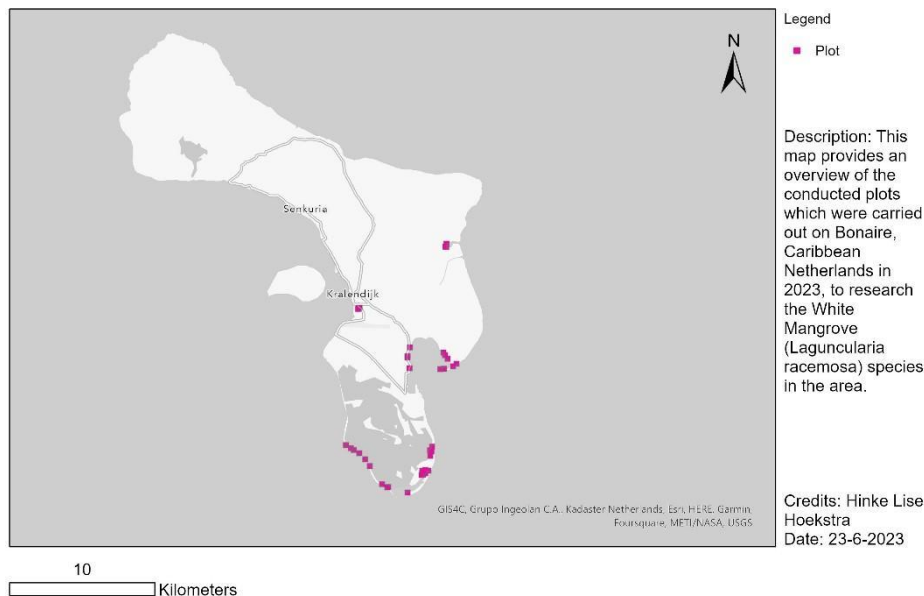 Legend
Plot
N
Description: This
map provides an
overview of the
conducted plots
which were carried
out on Bonaire,
Caribbean
Netherlands in
2023, to research
the White
Mangrove
(Laguncularia
racemosa) species
in the area.
Senkuria
Kralendijk
GIS4C, Grupo Ingeolan C.A., Kadaster Netherlands, Esri, HERE, Garmin,
Foursquare, METI/NASA, USGS
Credits: Hinke Lise
Hoekstra
Date: 23-6-2023
10
Kilometers